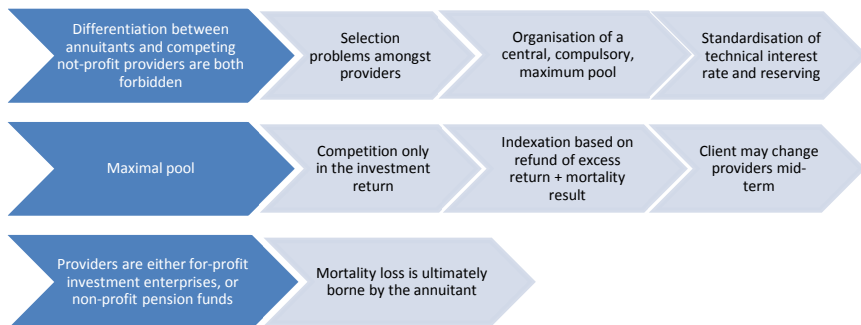 Differentiation between
annuitants and competing
not-profit providers are both
forbidden
Selection
problems amongst
providers
Organisation of a
central, compulsory,
maximum pool
Standardisation of
technical interest
rate and reserving
Maximal pool
Competition only
in the investment
return
Indexation based on
refund of excess
return + mortality
result
Client may change
providers mid-
term
Providers are either for-profit
investment enterprises, or
non-profit pension funds
Mortality loss is ultimately
borne by the annuitant